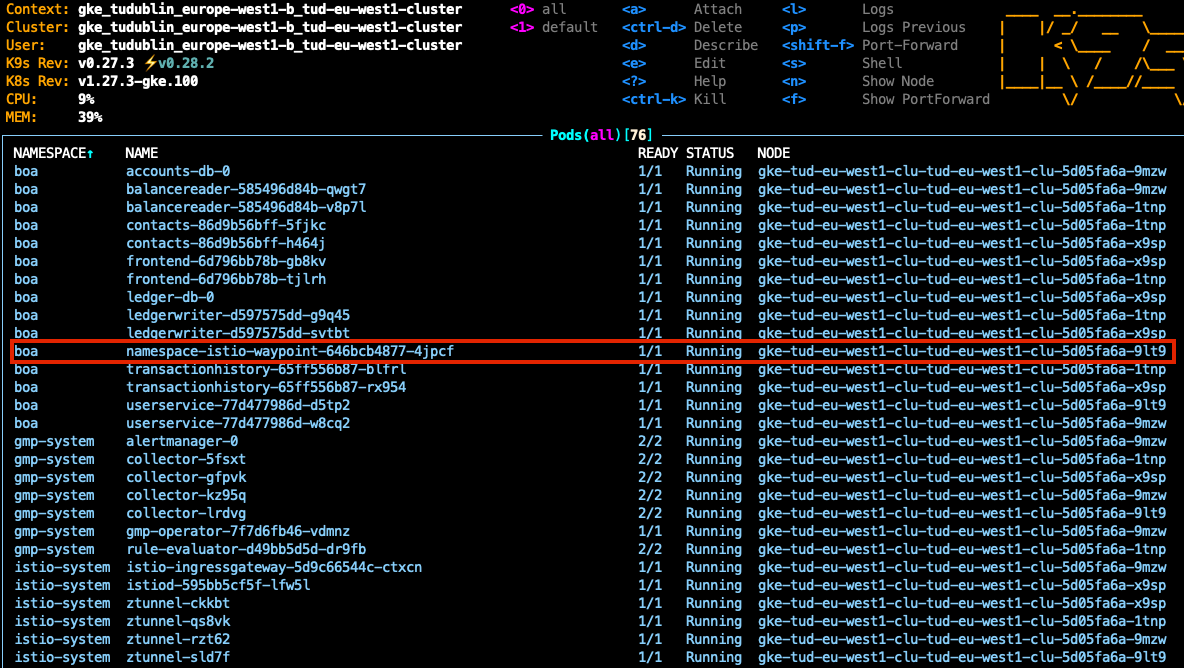 Context: gke_tudublin_europe-west1-b_tud-eu-west1-cluster <0> all <a> Attach <l> Logs
Cluster: gke_tudublin_europe-west1-b_tud-eu-west1-cluster <1> default <ctrl-d> Delete <p> Logs Previous
User: gke_tudublin_europe-west1-b_tud-eu-west1-cluster <d> Describe <shift-f> Port-Forward
K9s Rev: v0.27.3 ⚡v0.28.2 <e> Edit <s> Shell
K8s Rev: v1.27.3-gke.100 <?> Help <n> Show Node
CPU: 9% <ctrl-k> Kill <f> Show PortForward
MEM: 39%
Pods(all)[76]
NAMESPACE↑ NAME READY STATUS NODE
boa accounts-db-0 1/1 Running gke-tud-eu-west1-clu-tud-eu-west1-clu-5d05fa6a-9mzw
boa balancereader-585496d84b-qwgt7 1/1 Running gke-tud-eu-west1-clu-tud-eu-west1-clu-5d05fa6a-9mzw
boa balancereader-585496d84b-v8p7l 1/1 Running gke-tud-eu-west1-clu-tud-eu-west1-clu-5d05fa6a-1tnp
boa contacts-86d9b56bff-5fjkc 1/1 Running gke-tud-eu-west1-clu-tud-eu-west1-clu-5d05fa6a-1tnp
boa contacts-86d9b56bff-h464j 1/1 Running gke-tud-eu-west1-clu-tud-eu-west1-clu-5d05fa6a-x9sp
boa frontend-6d796bb78b-gb8kv 1/1 Running gke-tud-eu-west1-clu-tud-eu-west1-clu-5d05fa6a-x9sp
boa frontend-6d796bb78b-tjlrh 1/1 Running gke-tud-eu-west1-clu-tud-eu-west1-clu-5d05fa6a-1tnp
boa ledger-db-0 1/1 Running gke-tud-eu-west1-clu-tud-eu-west1-clu-5d05fa6a-x9sp
boa ledgerwriter-d597575dd-g9q45 1/1 Running gke-tud-eu-west1-clu-tud-eu-west1-clu-5d05fa6a-1tnp
boa ledgerwriter-d597575dd-svtbt 1/1 Running gke-tud-eu-west1-clu-tud-eu-west1-clu-5d05fa6a-x9sp
boa namespace-istio-waypoint-646bcb4877-4jpcf 1/1 Running gke-tud-eu-west1-clu-tud-eu-west1-clu-5d05fa6a-9lt9
boa transactionhistory-65ff556b87-blfrl 1/1 Running gke-tud-eu-west1-clu-tud-eu-west1-clu-5d05fa6a-1tnp
boa transactionhistory-65ff556b87-rx954 1/1 Running gke-tud-eu-west1-clu-tud-eu-west1-clu-5d05fa6a-x9sp
boa userservice-77d477986d-d5tp2 1/1 Running gke-tud-eu-west1-clu-tud-eu-west1-clu-5d05fa6a-9lt9
boa userservice-77d477986d-w8cq2 1/1 Running gke-tud-eu-west1-clu-tud-eu-west1-clu-5d05fa6a-9mzw
gmp-system alertmanager-0 2/2 Running gke-tud-eu-west1-clu-tud-eu-west1-clu-5d05fa6a-9mzw
gmp-system collector-5fsxt 2/2 Running gke-tud-eu-west1-clu-tud-eu-west1-clu-5d05fa6a-1tnp
gmp-system collector-gfpvk 2/2 Running gke-tud-eu-west1-clu-tud-eu-west1-clu-5d05fa6a-x9sp
gmp-system collector-kz95q 2/2 Running gke-tud-eu-west1-clu-tud-eu-west1-clu-5d05fa6a-9mzw
gmp-system collector-lrdvg 2/2 Running gke-tud-eu-west1-clu-tud-eu-west1-clu-5d05fa6a-9lt9
gmp-system gmp-operator-7f7d6fb46-vdmnz 1/1 Running gke-tud-eu-west1-clu-tud-eu-west1-clu-5d05fa6a-9mzw
gmp-system rule-evaluator-d49bb5d5d-dr9fb 2/2 Running gke-tud-eu-west1-clu-tud-eu-west1-clu-5d05fa6a-1tnp
istio-system istio-ingressgateway-5d9c66544c-ctxcn 1/1 Running gke-tud-eu-west1-clu-tud-eu-west1-clu-5d05fa6a-9mzw
istio-system istiod-595bb5cf5f-lfw5l 1/1 Running gke-tud-eu-west1-clu-tud-eu-west1-clu-5d05fa6a-x9sp
istio-system ztunnel-ckkbt 1/1 Running gke-tud-eu-west1-clu-tud-eu-west1-clu-5d05fa6a-x9sp
istio-system ztunnel-qs8vk 1/1 Running gke-tud-eu-west1-clu-tud-eu-west1-clu-5d05fa6a-1tnp
istio-system ztunnel-rzt62 1/1 Running gke-tud-eu-west1-clu-tud-eu-west1-clu-5d05fa6a-9mzw
istio-system ztunnel-sld7f 1/1 Running gke-tud-eu-west1-clu-tud-eu-west1-clu-5d05fa6a-9lt9